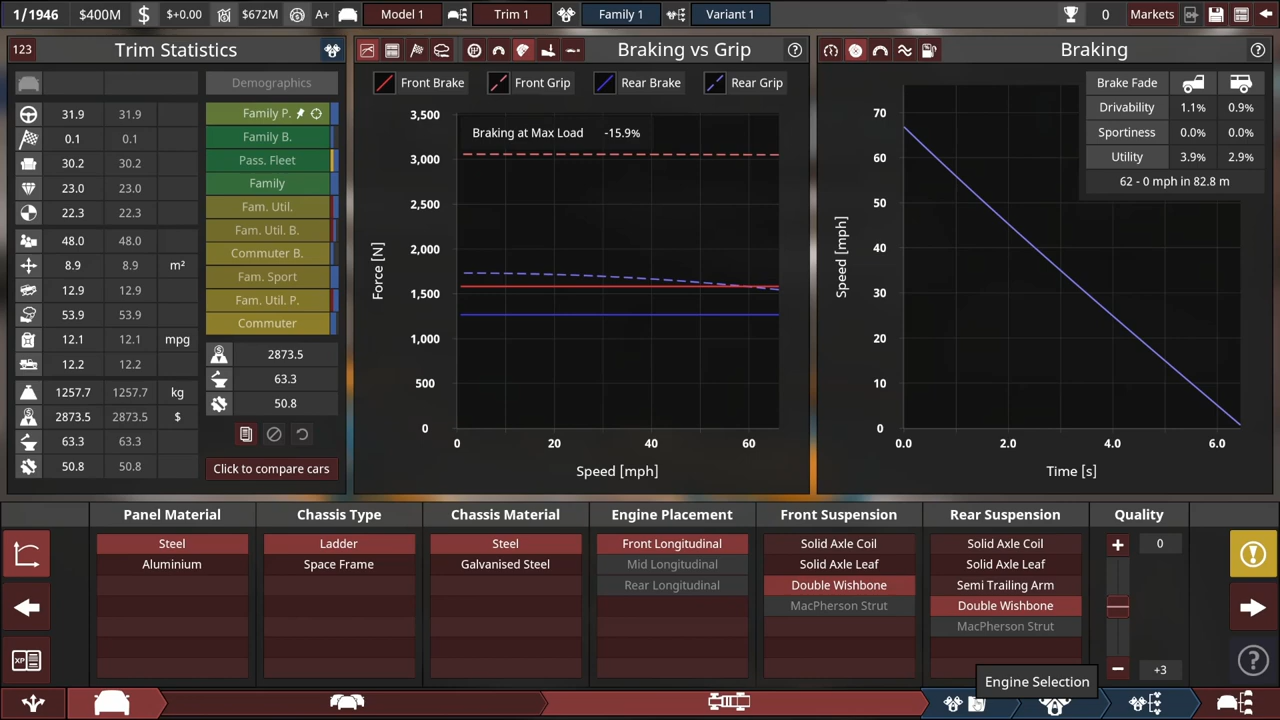 1/1946 $400M $+0.00 $672M A+ Model 1 Trim 1 Family 1 Variant 1 0 Markets
123 Trim Statistics
Demographics
31.9 31.9 Family P.
0.1 0.1 Family B.
30.2 30.2 Pass. Fleet
23.0 23.0 Family
22.3 22.3 Fam. Util.
48.0 48.0 Fam. Util. B.
8.9 8.9 m² Commuter B.
12.9 12.9 Fam. Sport
53.9 53.9 Fam. Util. P.
12.1 12.1 mpg Commuter
12.2 12.2 2873.5
1257.7 1257.7 kg 63.3
2873.5 2873.5 $ 50.8
63.3 63.3
50.8 50.8 Click to compare cars
Braking vs Grip
Front Brake Front Grip Rear Brake Rear Grip
Braking at Max Load -15.9%
Force [N]
3,500
3,000
2,500
2,000
1,500
1,000
500
0
0 20 40 60
Speed [mph]
Braking
Brake Fade
Drivability 1.1% 0.9%
Sportiness 0.0% 0.0%
Utility 3.9% 2.9%
62 - 0 mph in 82.8 m
Speed [mph]
70
60
50
40
30
20
10
0
0.0 2.0 4.0 6.0
Time [s]
Panel Material
Steel
Aluminium
Chassis Type
Ladder
Space Frame
Chassis Material
Steel
Galvanised Steel
Engine Placement
Front Longitudinal
Mid Longitudinal
Rear Longitudinal
Front Suspension
Solid Axle Coil
Solid Axle Leaf
Double Wishbone
MacPherson Strut
Rear Suspension
Solid Axle Coil
Solid Axle Leaf
Semi Trailing Arm
Double Wishbone
MacPherson Strut
Quality
+ 0
- +3
XP
Engine Selection